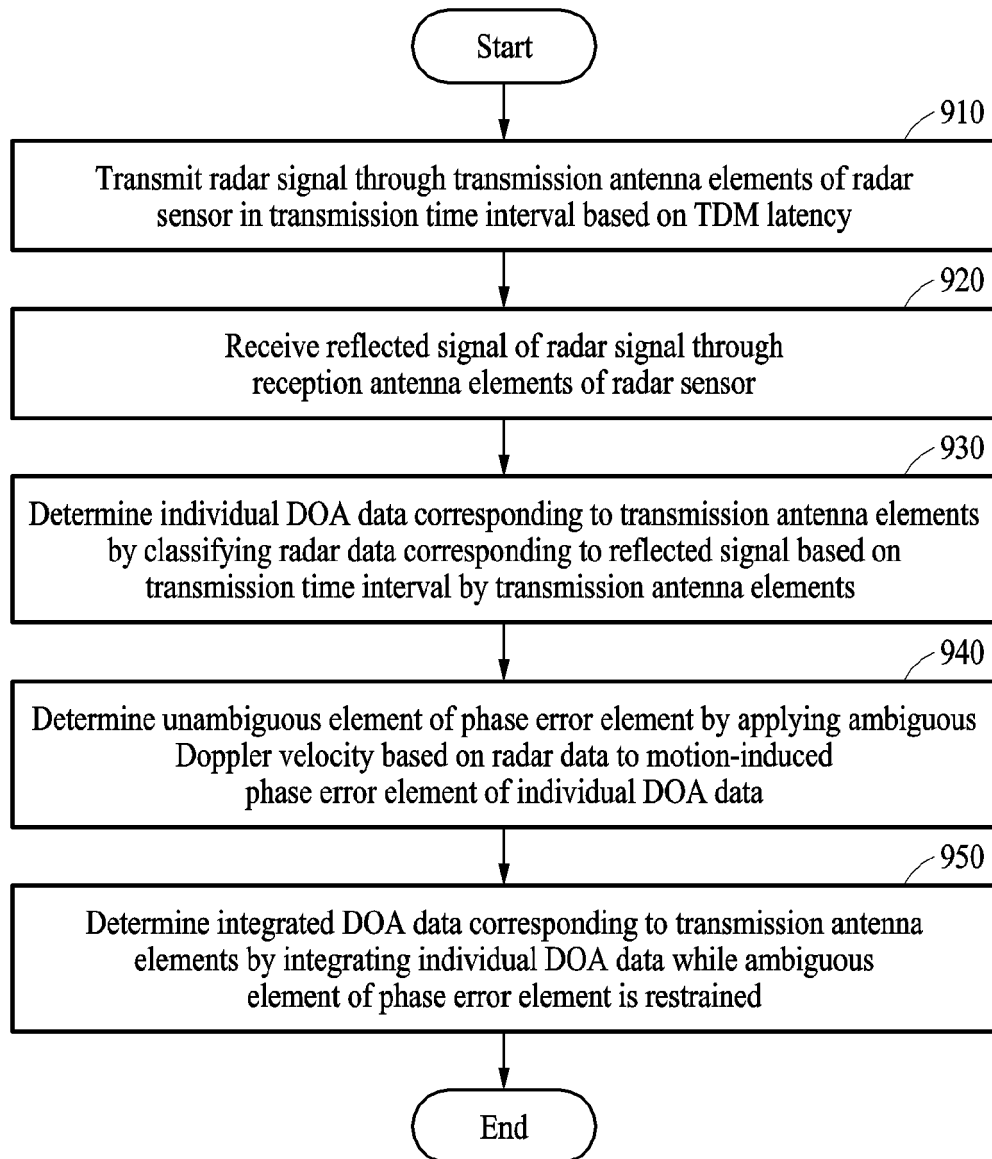 Start
910
Transmit radar signal through transmission antenna elements of radar
sensor in transmission time interval based on TDM latency
920
Receive reflected signal of radar signal through
reception antenna elements of radar sensor
930
Determine individual DOA data corresponding to transmission antenna elements
by classifying radar data corresponding to reflected signal based on
transmission time interval by transmission antenna elements
940
Determine unambiguous element of phase error element by applying ambiguous
Doppler velocity based on radar data to motion-induced
phase error element of individual DOA data
950
Determine integrated DOA data corresponding to transmission antenna
elements by integrating individual DOA data while ambiguous
element of phase error element is restrained
End